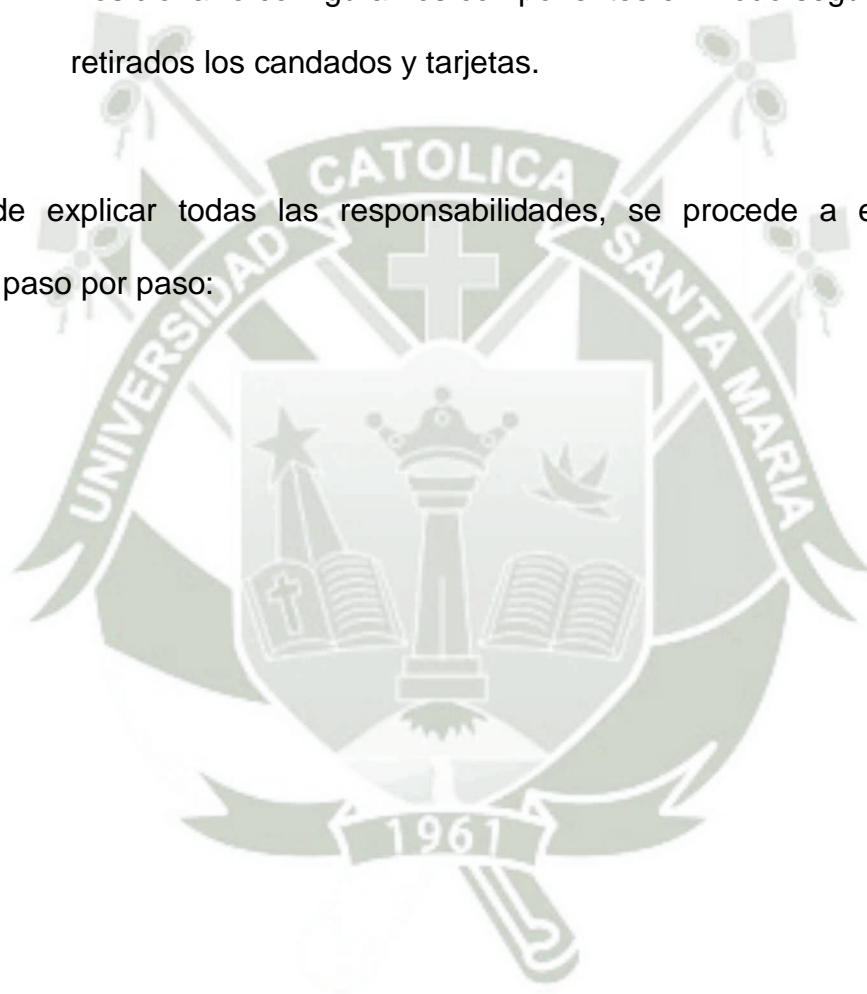 retirados los candados y tarjetas.
de explicar todas las responsabilidades, se procede a
paso por paso:
UNIVERSIDAD CATOLICA SANTA MARIA
1961